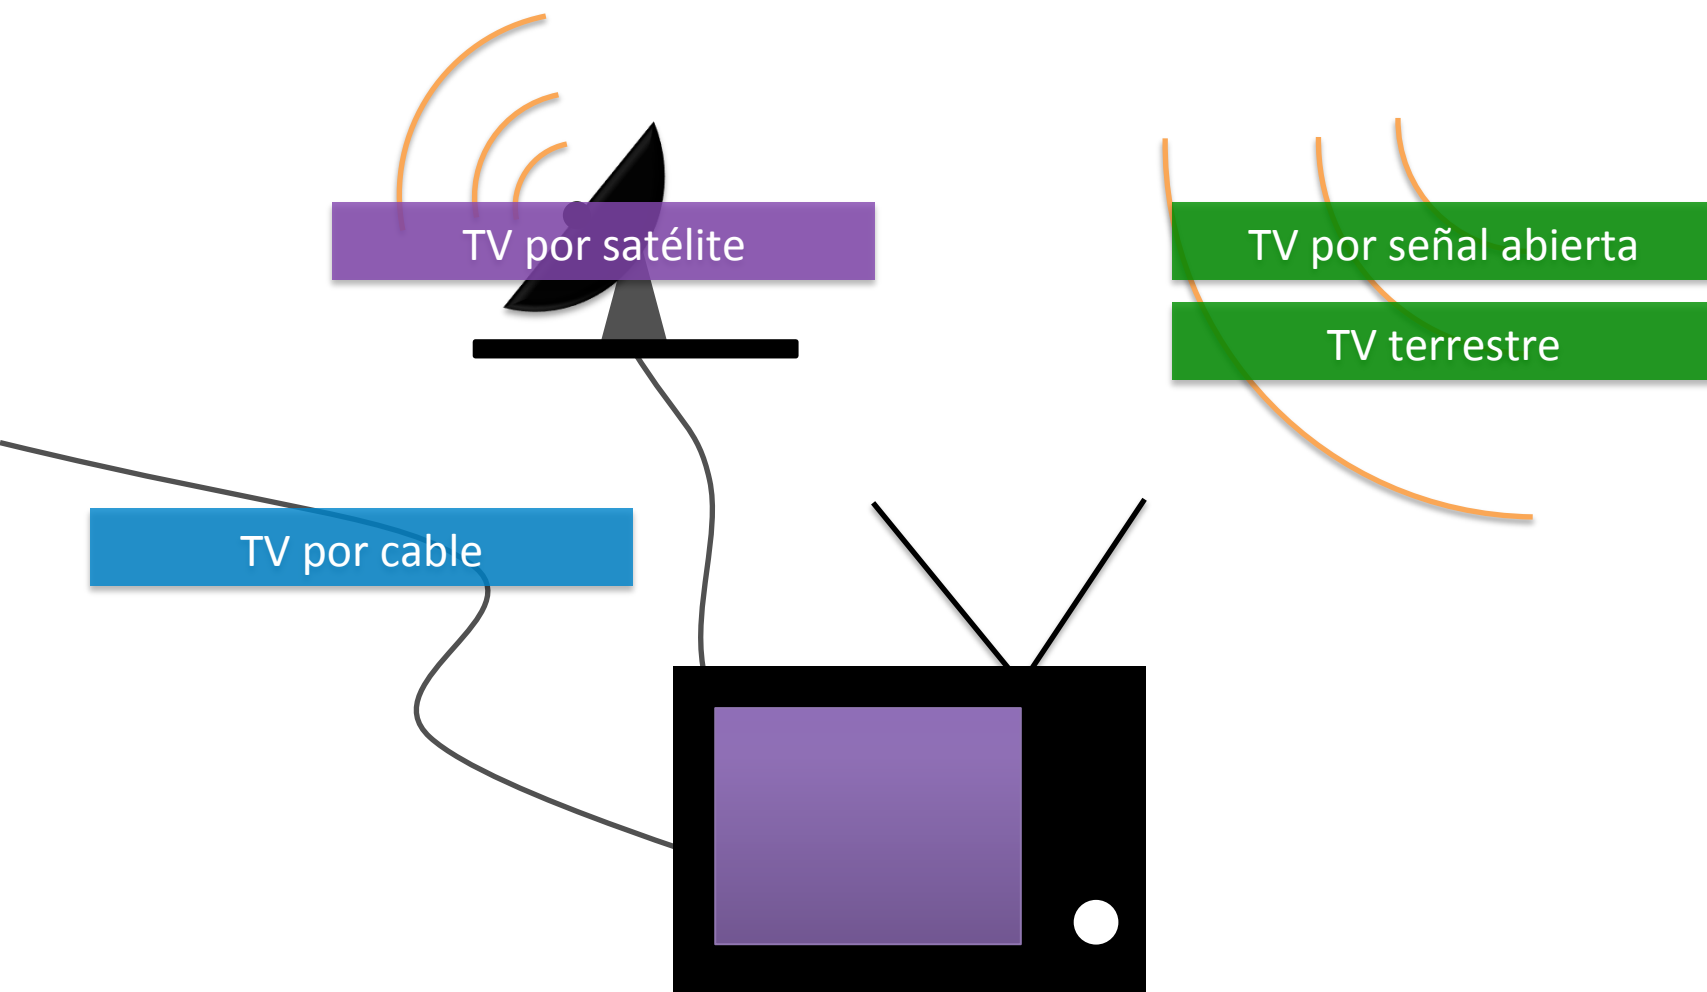 TV por satélite
TV por señal abierta
TV terrestre
TV por cable